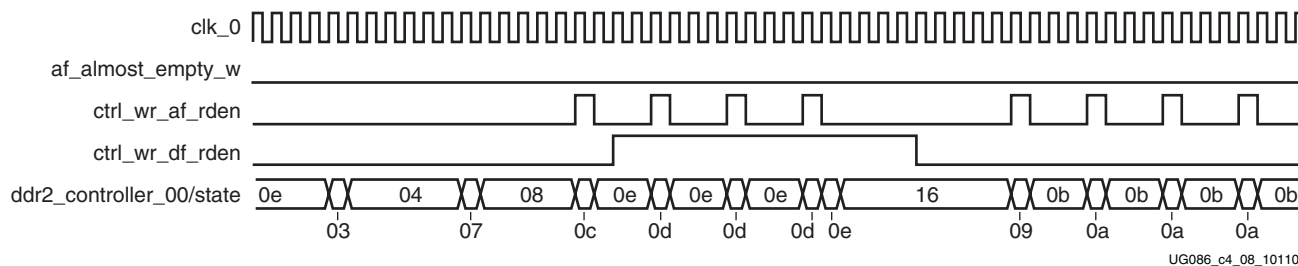 clk_0
af_almost_empty_w
ctrl_wr_af_rden
ctrl_wr_df_rden
ddr2_controller_00/state 0e 04 08 0e 0e 0e 16 0b 0b 0b 0b
03 07 0c 0d 0d 0d 0e 09 0a 0a 0a
UG086_c4_08_10110